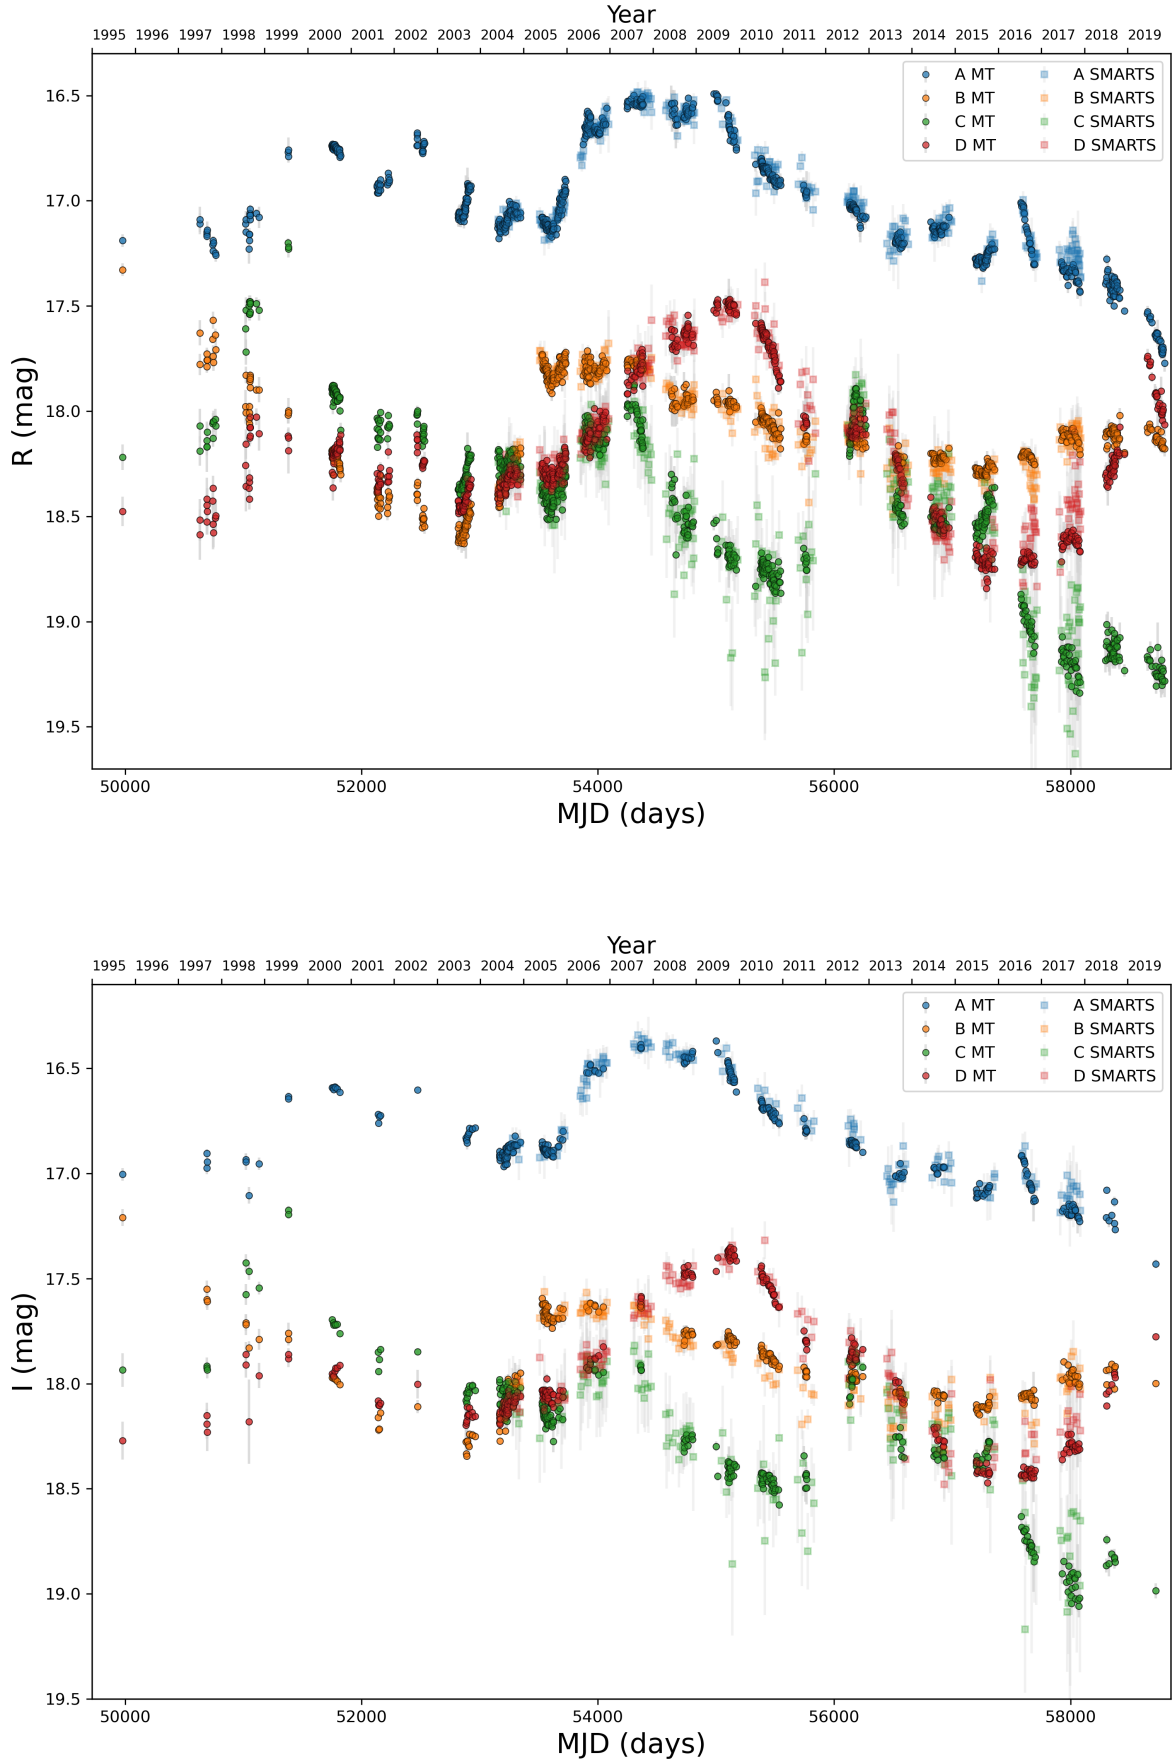 Year
1995 1996 1997 1998 1999 2000 2001 2002 2003 2004 2005 2006 2007 2008 2009 2010 2011 2012 2013 2014 2015 2016 2017 2018 2019
A MT A SMARTS
B MT B SMARTS
C MT C SMARTS
D MT D SMARTS
R (mag)
16.5
17.0
17.5
18.0
18.5
19.0
19.5
50000 52000 54000 56000 58000
MJD (days)
Year
1995 1996 1997 1998 1999 2000 2001 2002 2003 2004 2005 2006 2007 2008 2009 2010 2011 2012 2013 2014 2015 2016 2017 2018 2019
A MT A SMARTS
B MT B SMARTS
C MT C SMARTS
D MT D SMARTS
I (mag)
16.5
17.0
17.5
18.0
18.5
19.0
19.5
50000 52000 54000 56000 58000
MJD (days)